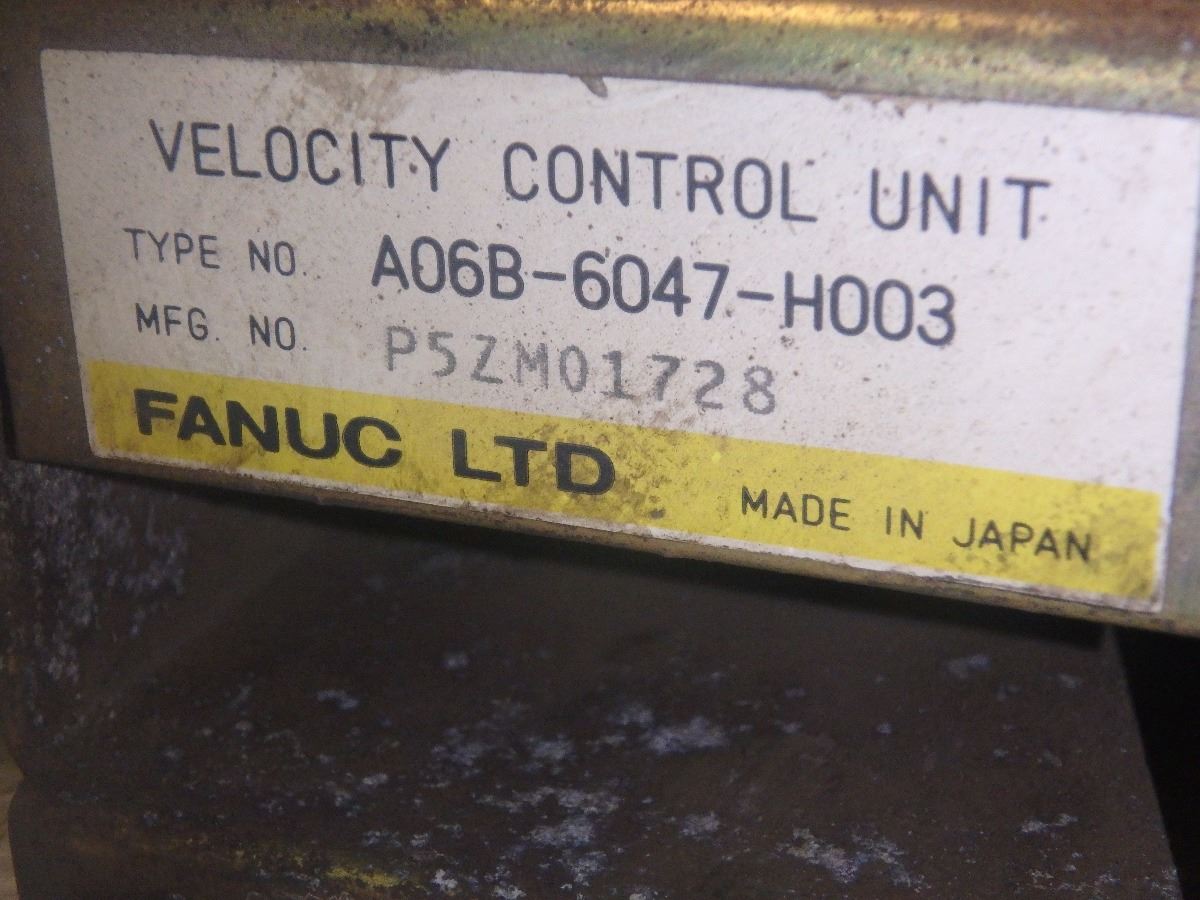 VELOCITY CONTROL UNIT
TYPE NO. A06B-6047-H003
MFG. NO. P5ZM01728
FANUC LTD MADE IN JAPAN